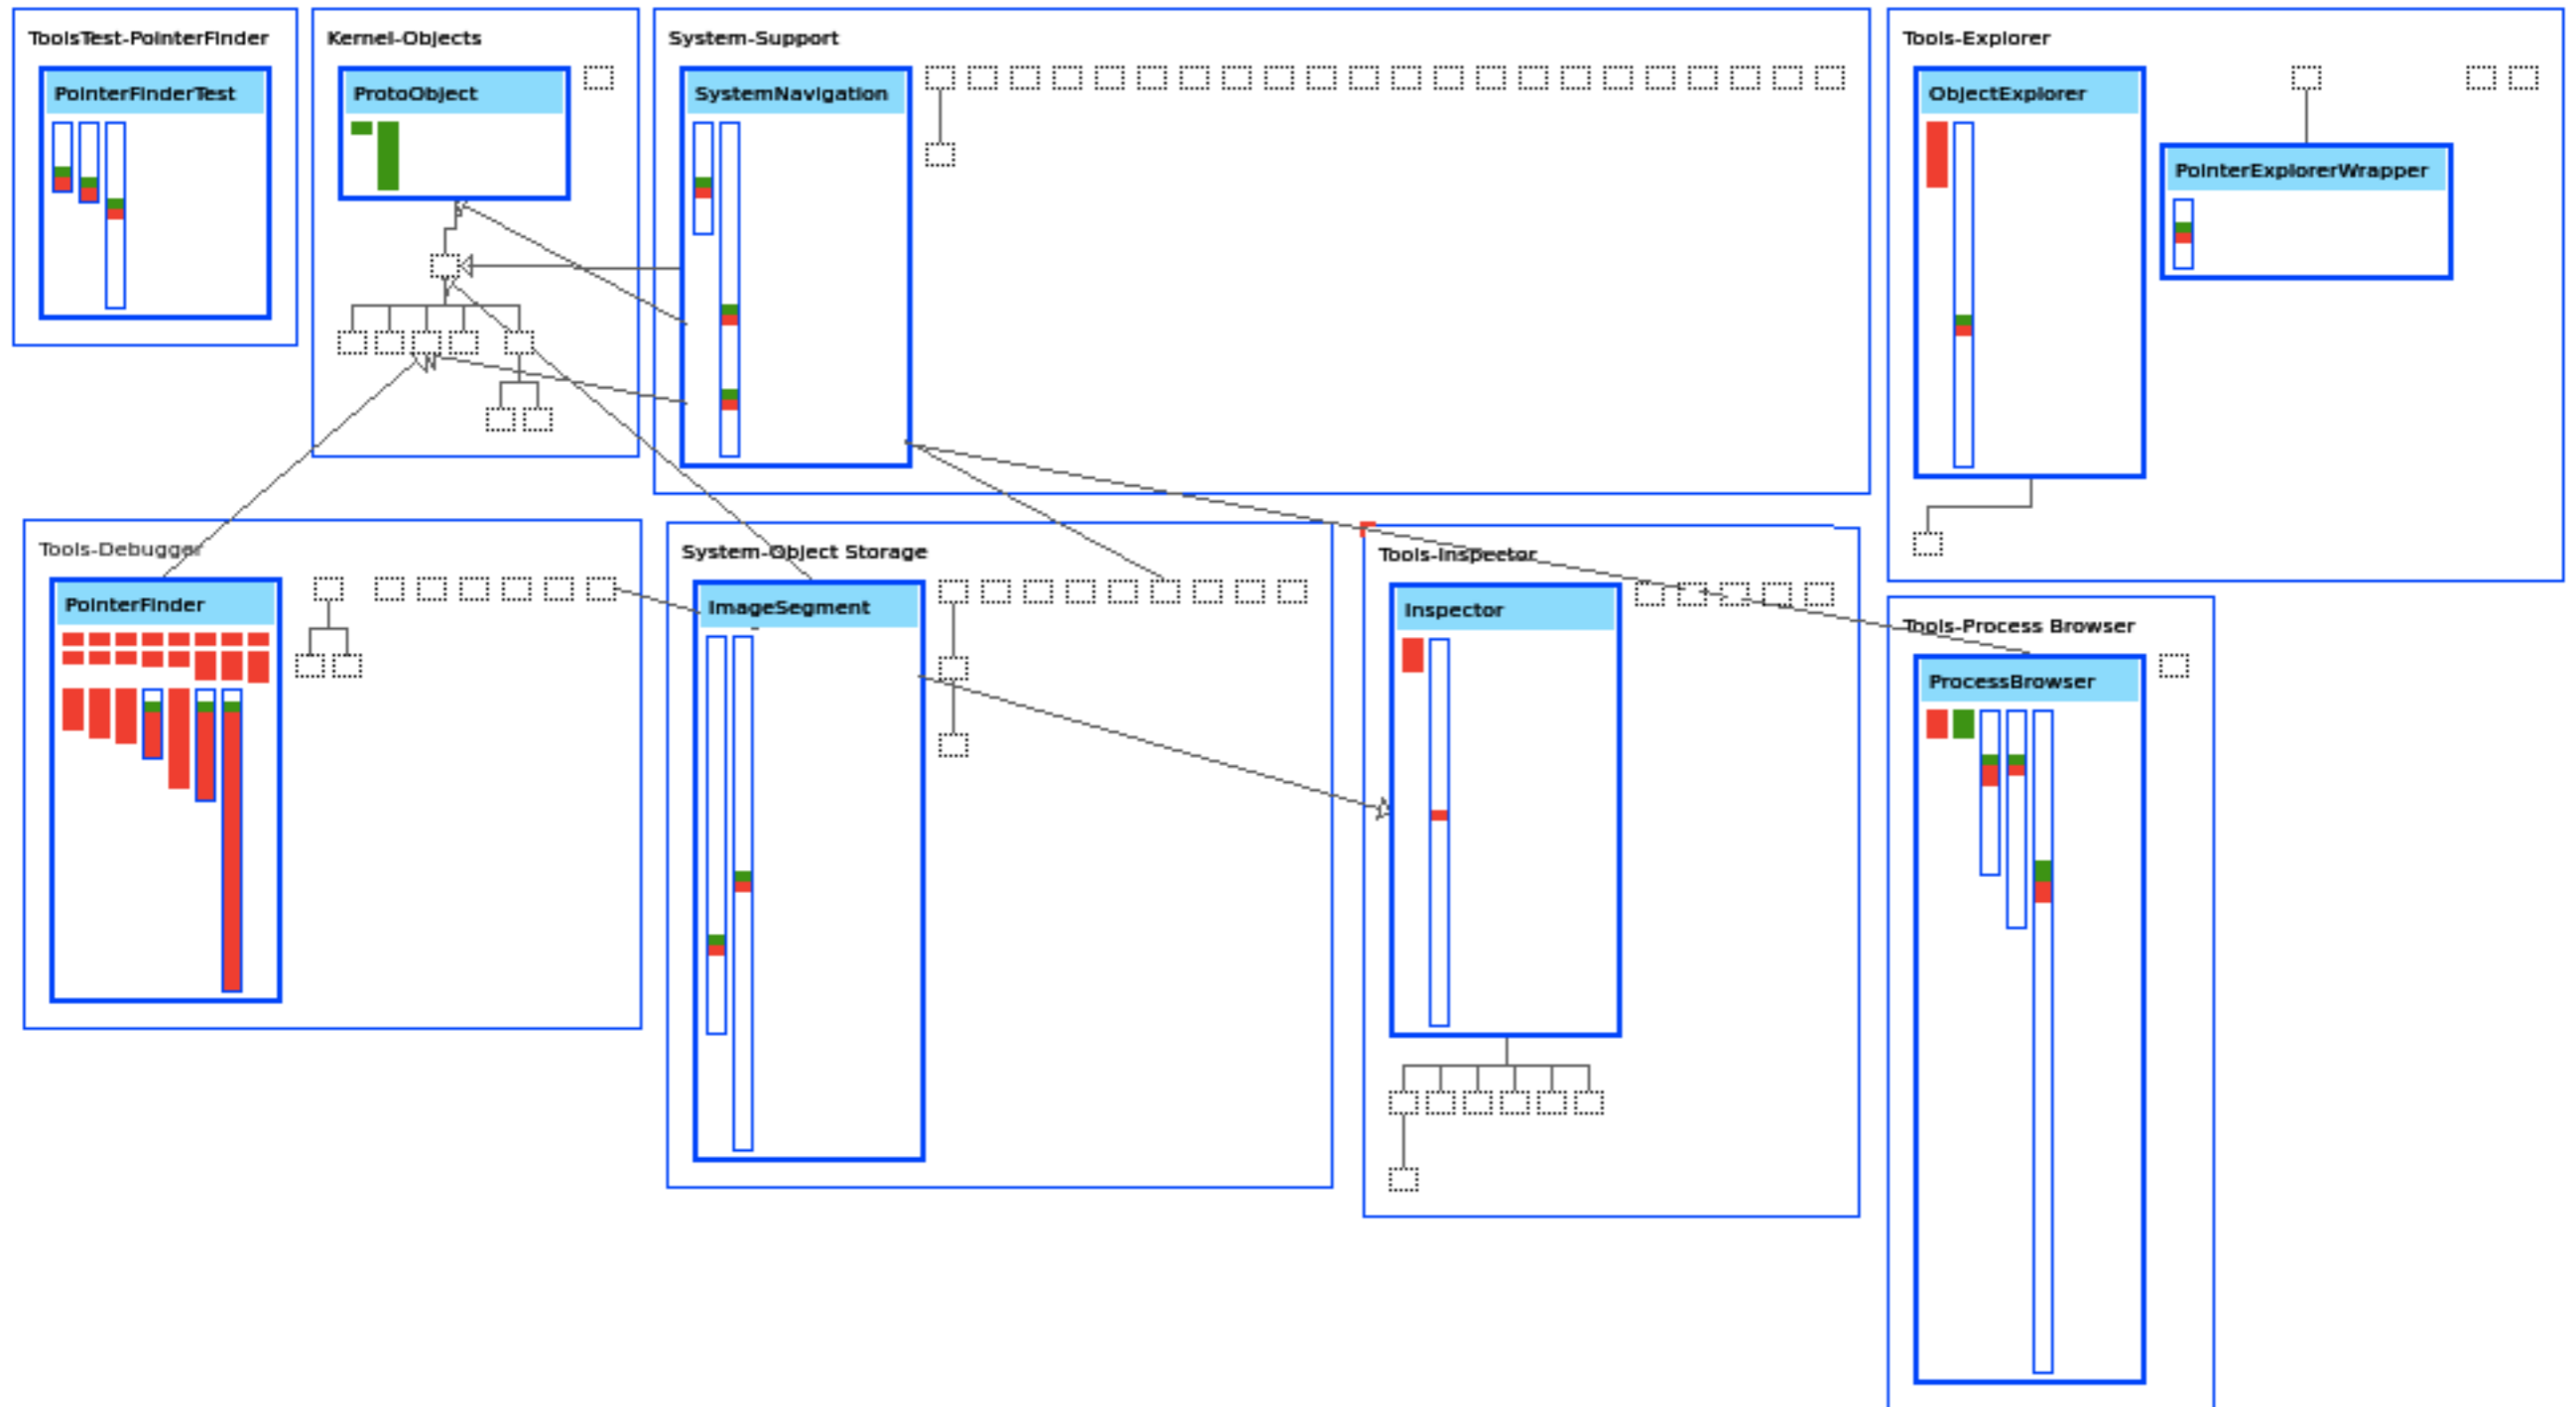 ToolsTest-PointerFinder
PointerFinderTest
Kernel-Objects
ProtoObject
System-Support
SystemNavigation
Tools-Explorer
ObjectExplorer
PointerExplorerWrapper
Tools-Debugger
PointerFinder
System-Object Storage
ImageSegment
Tools-Inspector
Inspector
Tools-Process Browser
ProcessBrowser